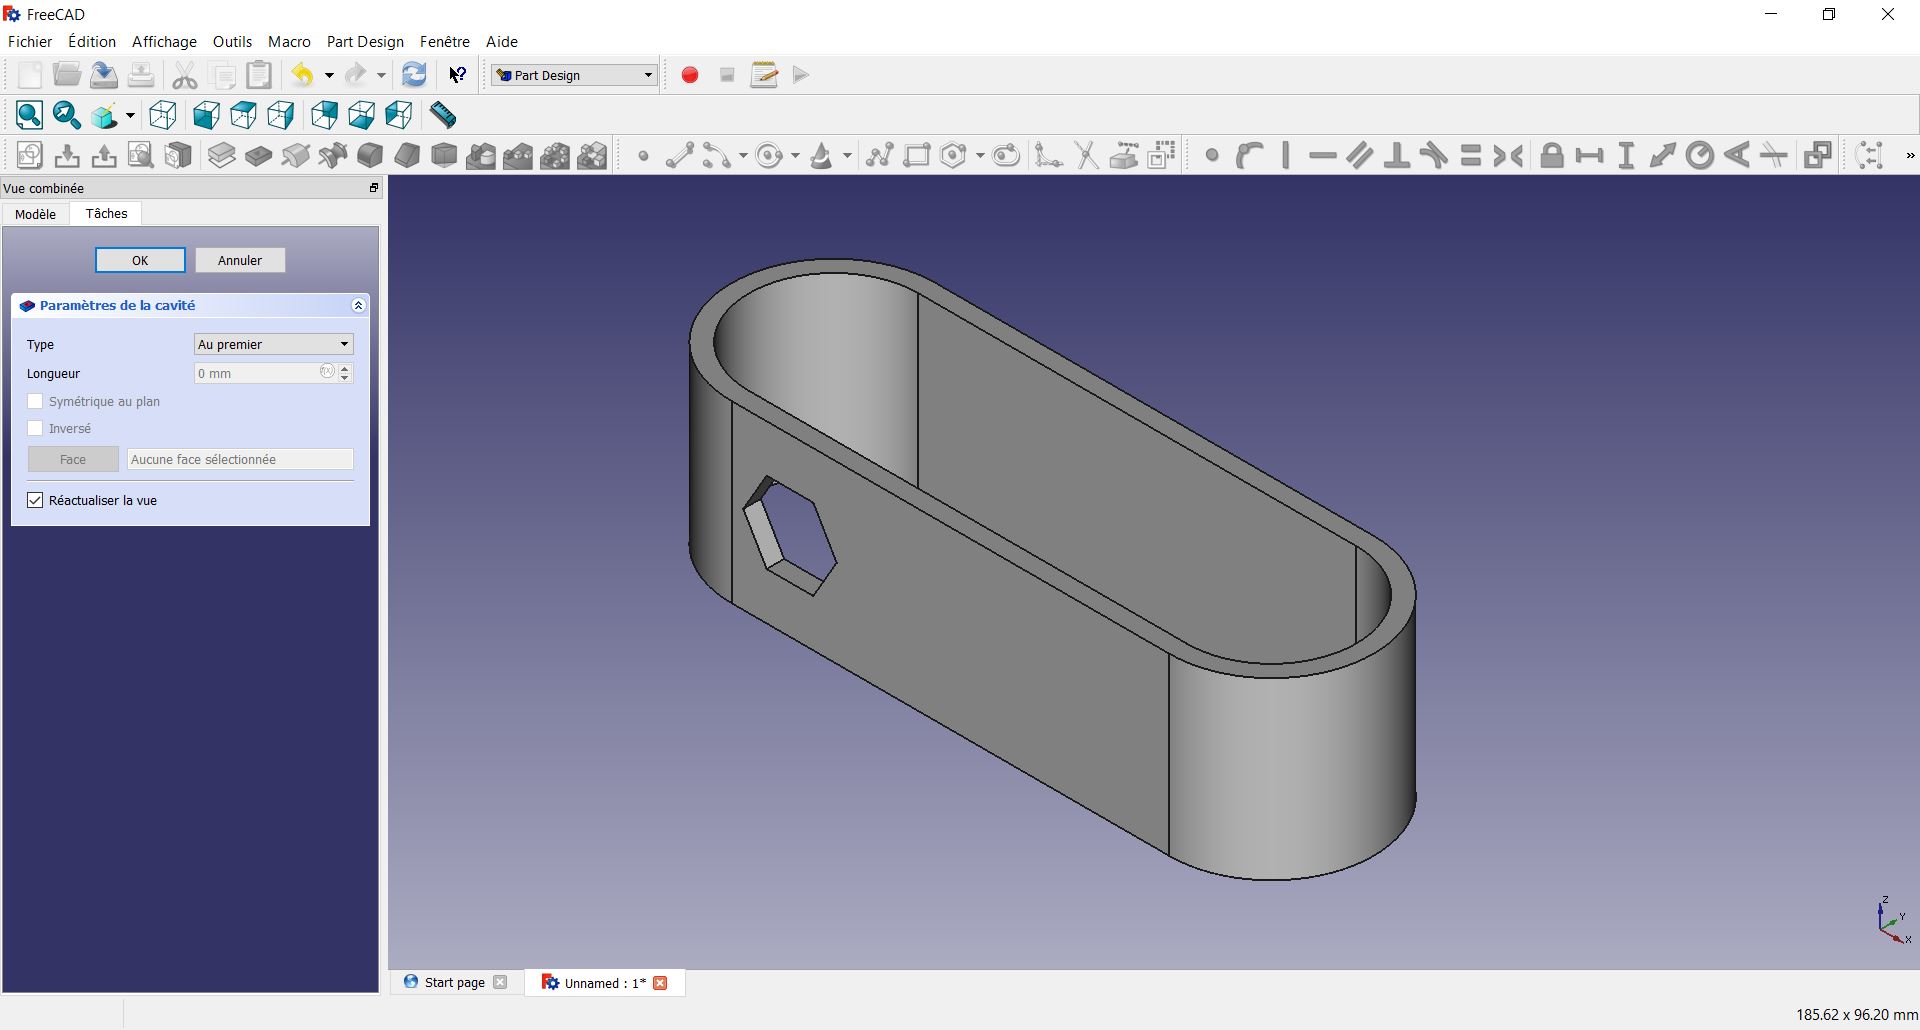 FreeCAD
Fichier Édition Affichage Outils Macro Part Design Fenêtre Aide
Part Design
Vue combinée
Modèle Tâches
OK Annuler
Paramètres de la cavité
Type Au premier
Longueur 0 mm
Symétrique au plan
Inversé
Face Aucune face sélectionnée
Réactualiser la vue
Z
Y
X
Start page Unnamed : 1*
185.62 x 96.20 mm